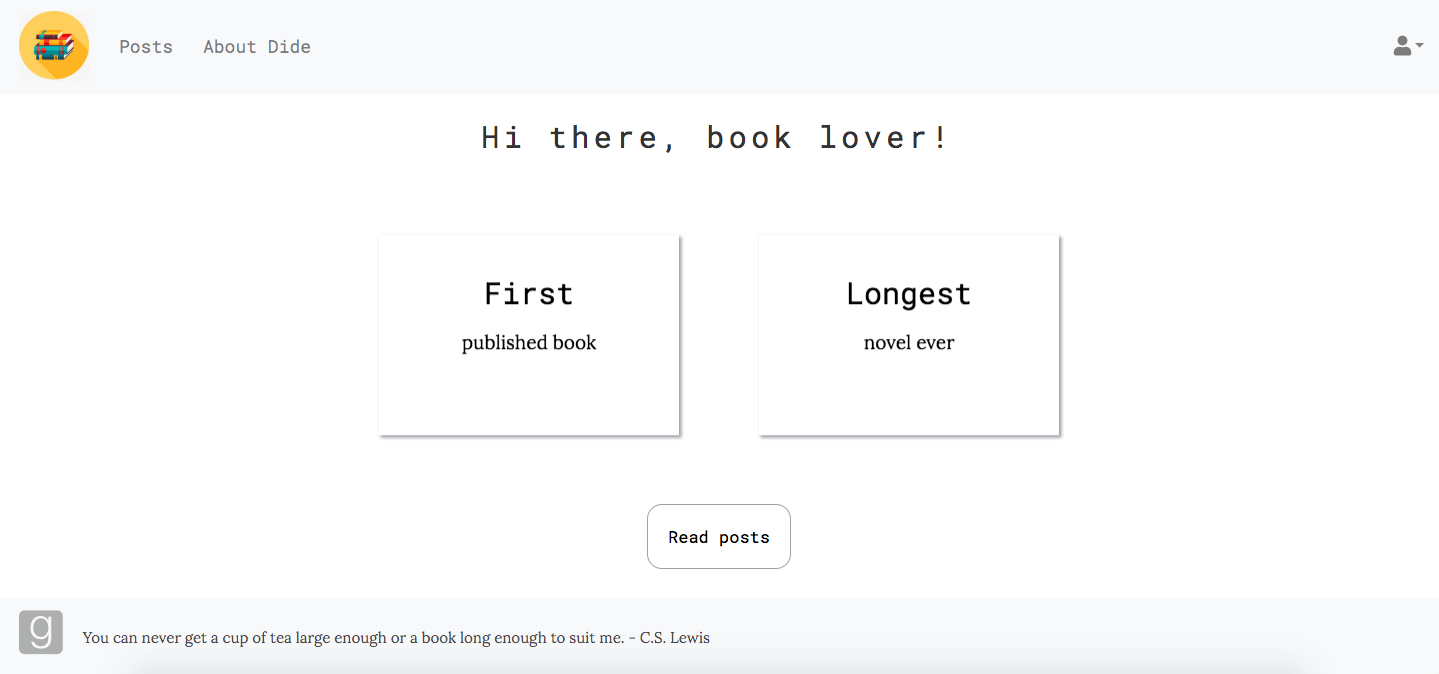 Posts About Dide
Hi there, book lover!
First
published book
Longest
novel ever
Read posts
g
You can never get a cup of tea large enough or a book long enough to suit me. - C.S. Lewis